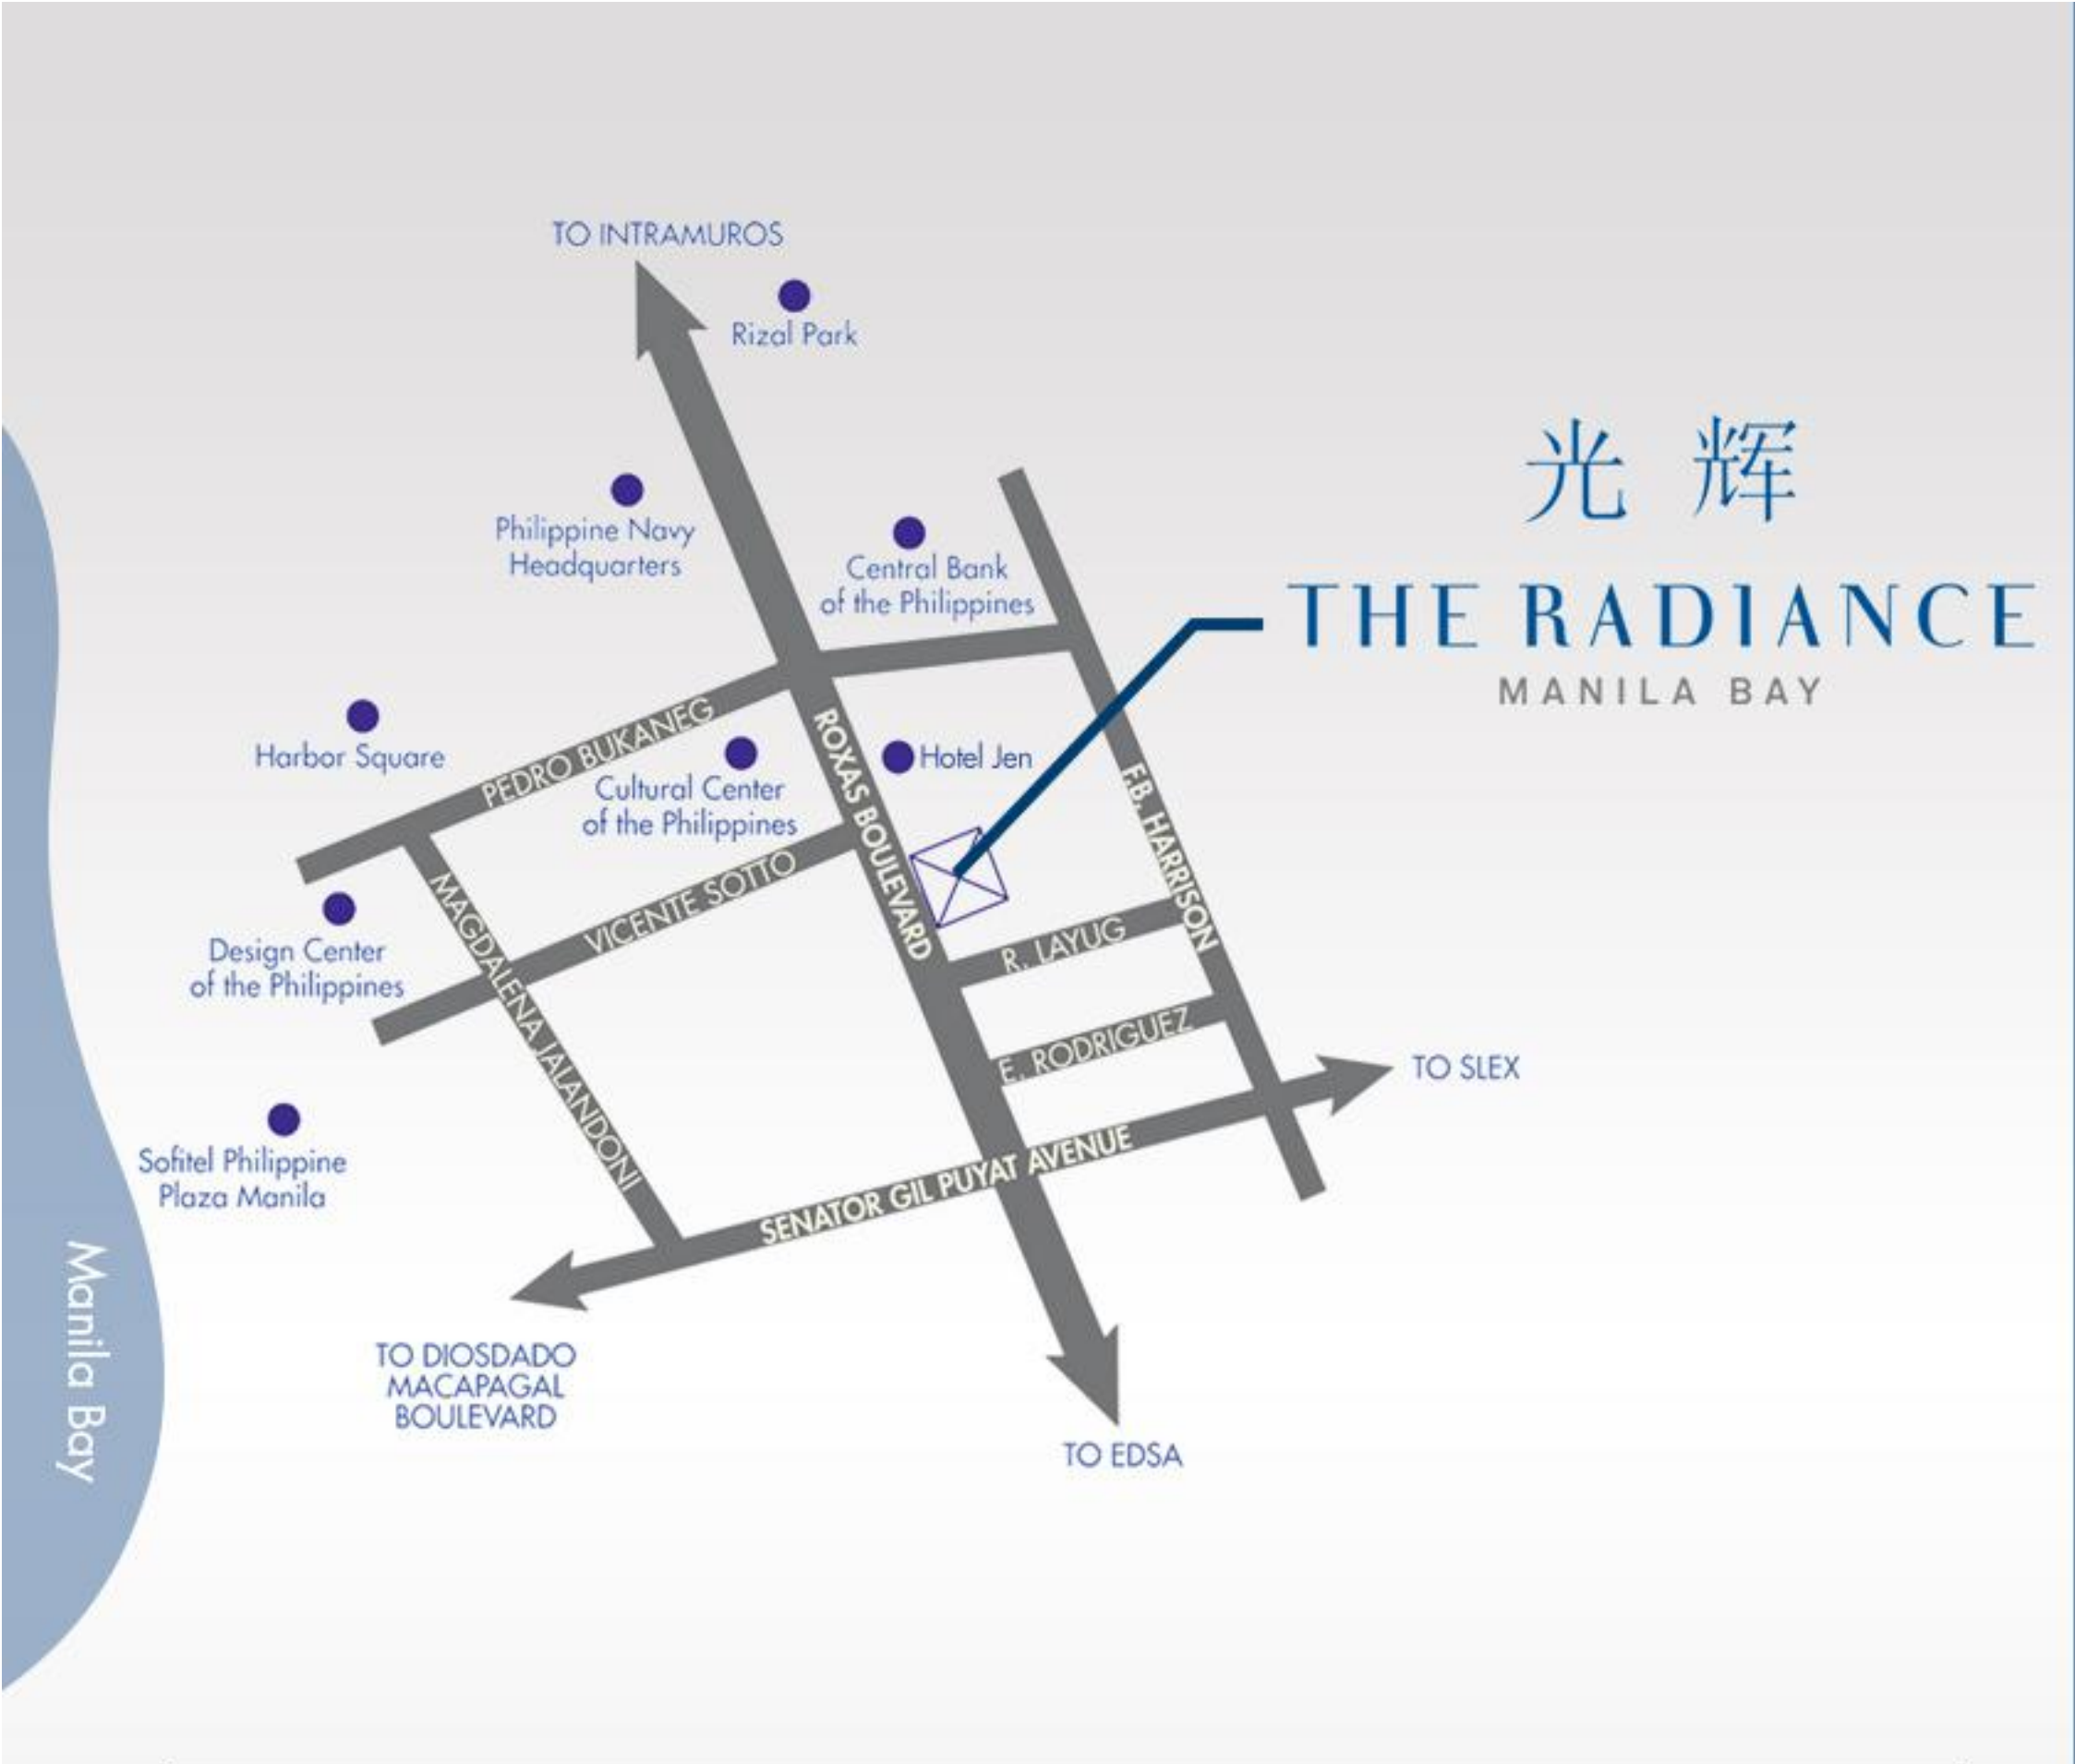 TO INTRAMUROS
Rizal Park
光 辉
THE RADIANCE
MANILA BAY
Philippine Navy
Headquarters
Central Bank
of the Philippines
Harbor Square
PEDRO BUKANEG
Cultural Center
of the Philippines
ROXAS BOULEVARD
Hotel Jen
F.B. HARRISON
MAGDALENA JALANDONI
VICENTE SOTTO
Design Center
of the Philippines
R. LAYUG
E. RODRIGUEZ
TO SLEX
Sofitel Philippine
Plaza Manila
SENATOR GIL PUYAT AVENUE
Manila Bay
TO DIOSDADO
MACAPAGAL
BOULEVARD
TO EDSA